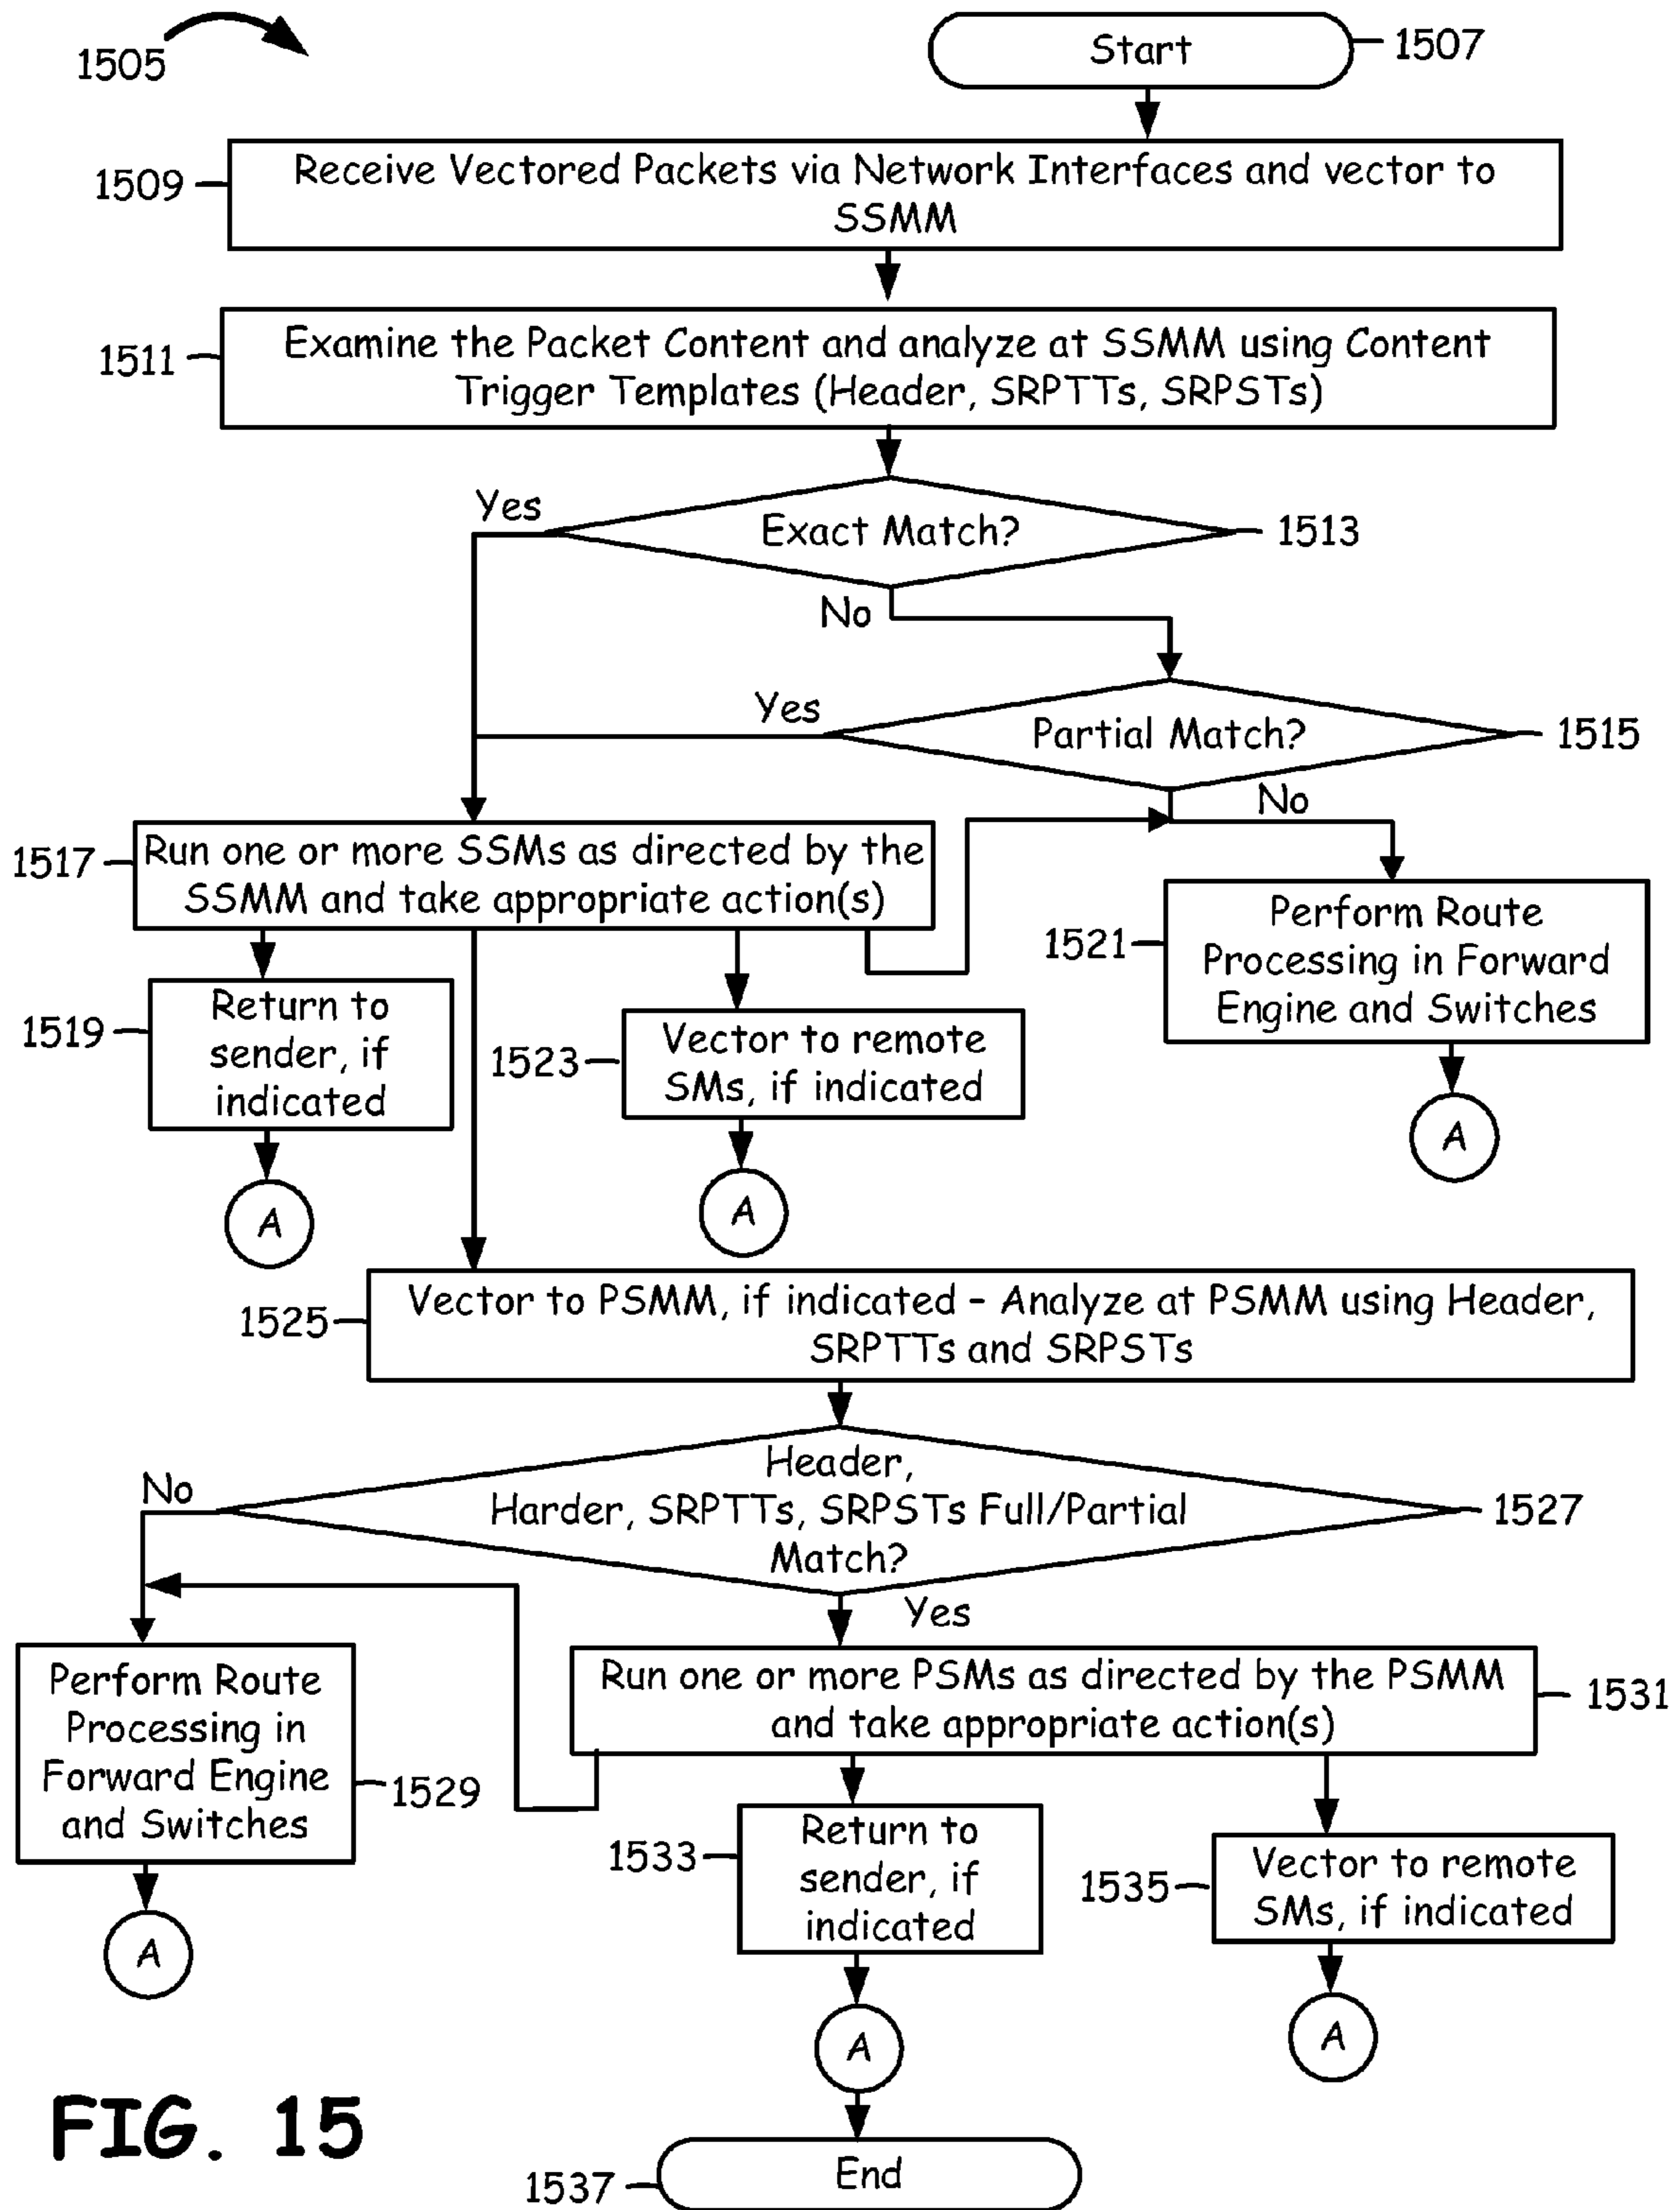 1505
Start
1507
1509
Receive Vectored Packets via Network Interfaces and vector to
SSMM
1511
Examine the Packet Content and analyze at SSMM using Content
Trigger Templates (Header, SRPTTs, SRPSTs)
Yes
Exact Match?
1513
No
Yes
Partial Match?
1515
No
1517
Run one or more SSMs as directed by the
SSMM and take appropriate action(s)
1519
Return to
sender, if
indicated
A
1523
Vector to remote
SMs, if indicated
A
1521
Perform Route
Processing in Forward
Engine and Switches
A
1525
Vector to PSMM, if indicated – Analyze at PSMM using Header,
SRPTTs and SRPSTs
No
Header,
Harder, SRPTTs, SRPSTs Full/Partial
Match?
1527
Yes
Perform Route
Processing in
Forward Engine
and Switches
1529
A
Run one or more PSMs as directed by the PSMM
and take appropriate action(s)
1531
1533
Return to
sender, if
indicated
A
1535
Vector to remote
SMs, if indicated
A
1537
End
FIG. 15